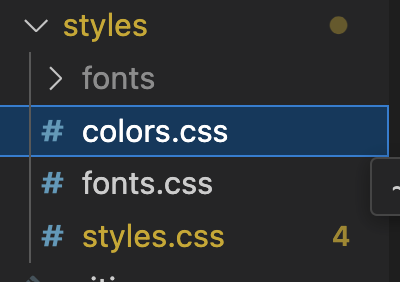 styles
fonts
# colors.css
# fonts.css
# styles.css 4
~